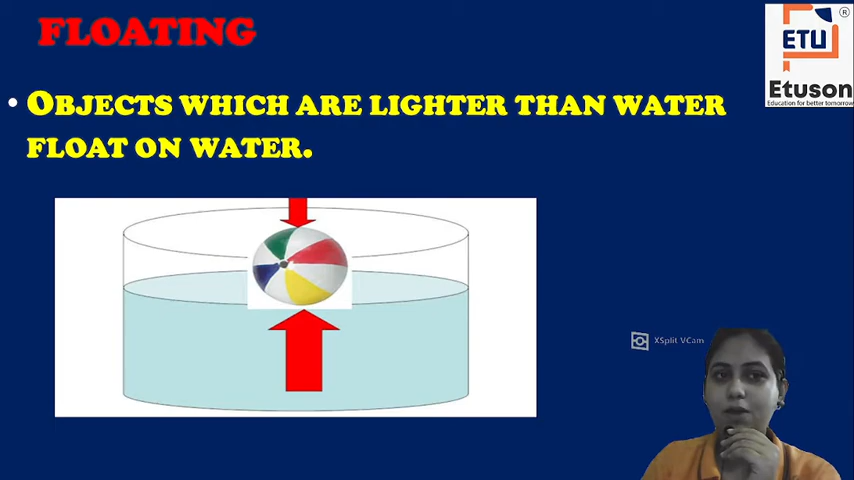 FLOATING
ETU
®
Etuson
Education for better tomorrow
• OBJECTS WHICH ARE LIGHTER THAN WATER
FLOAT ON WATER.
XSplit VCam